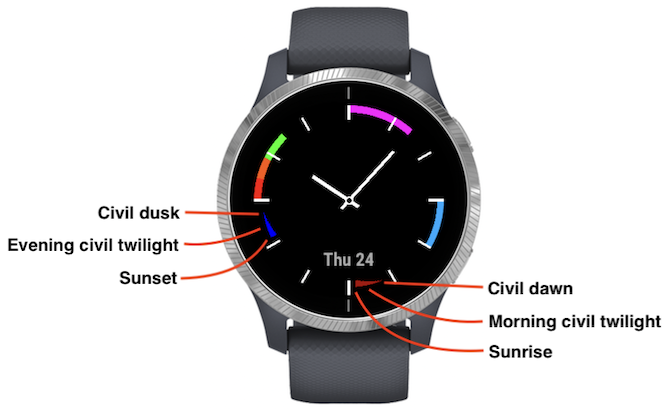 Civil dusk
Evening civil twilight
Sunset
Thu 24
Civil dawn
Morning civil twilight
Sunrise